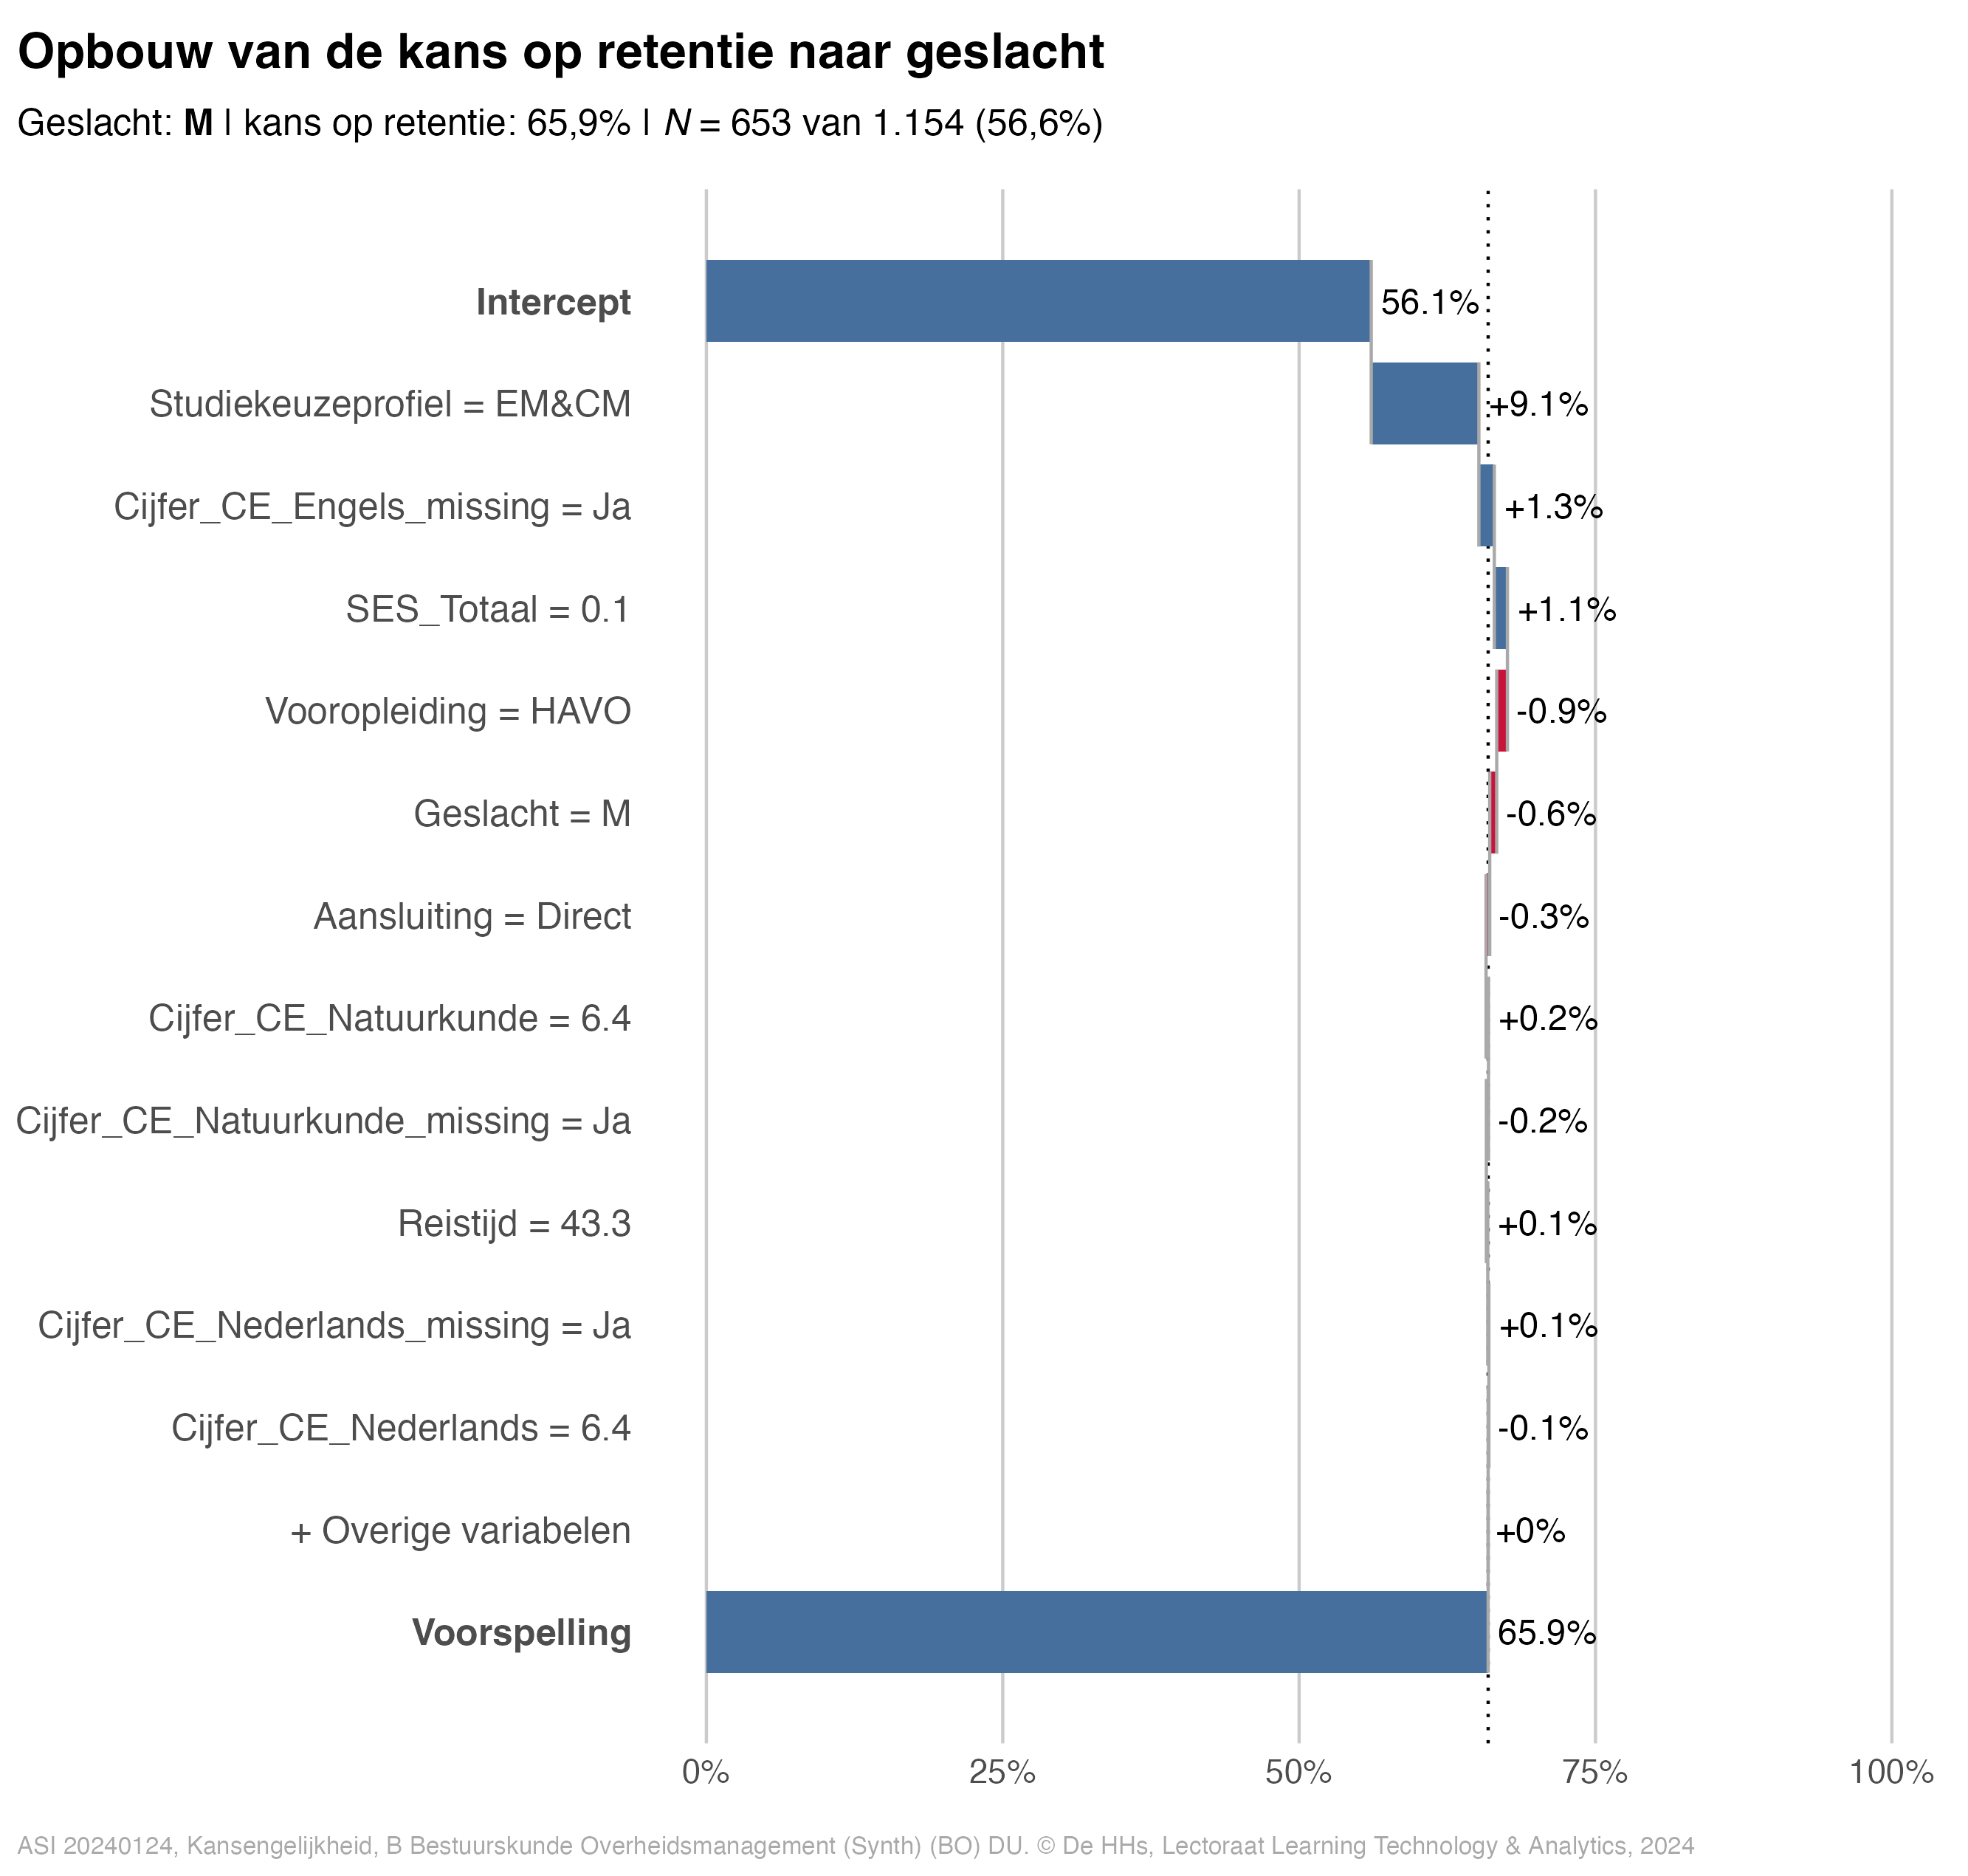 Opbouw van de kans op retentie naar geslacht
Geslacht: M | kans op retentie: 65,9% | N = 653 van 1.154 (56,6%)
Intercept 56.1%
Studiekeuzeprofiel = EM&CM +9.1%
Cijfer_CE_Engels_missing = Ja +1.3%
SES_Totaal = 0.1 +1.1%
Vooropleiding = HAVO -0.9%
Geslacht = M -0.6%
Aansluiting = Direct -0.3%
Cijfer_CE_Natuurkunde = 6.4 +0.2%
Cijfer_CE_Natuurkunde_missing = Ja -0.2%
Reistijd = 43.3 +0.1%
Cijfer_CE_Nederlands_missing = Ja +0.1%
Cijfer_CE_Nederlands = 6.4 -0.1%
+ Overige variabelen +0%
Voorspelling 65.9%
0% 25% 50% 75% 100%
ASI 20240124, Kansengelijkheid, B Bestuurskunde Overheidsmanagement (Synth) (BO) DU. © De HHs, Lectoraat Learning Technology & Analytics, 2024